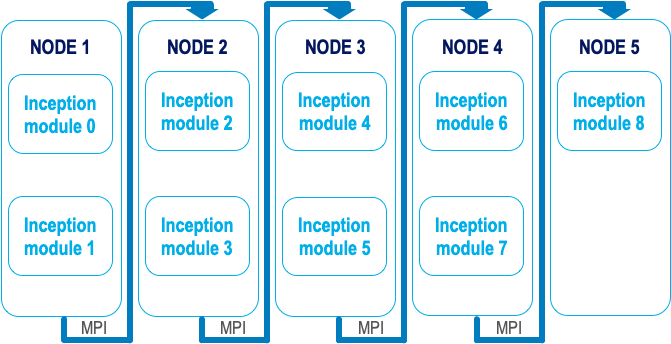 NODE 1
Inception
module 0
Inception
module 1
MPI
NODE 2
Inception
module 2
Inception
module 3
MPI
NODE 3
Inception
module 4
Inception
module 5
MPI
NODE 4
Inception
module 6
Inception
module 7
MPI
NODE 5
Inception
module 8